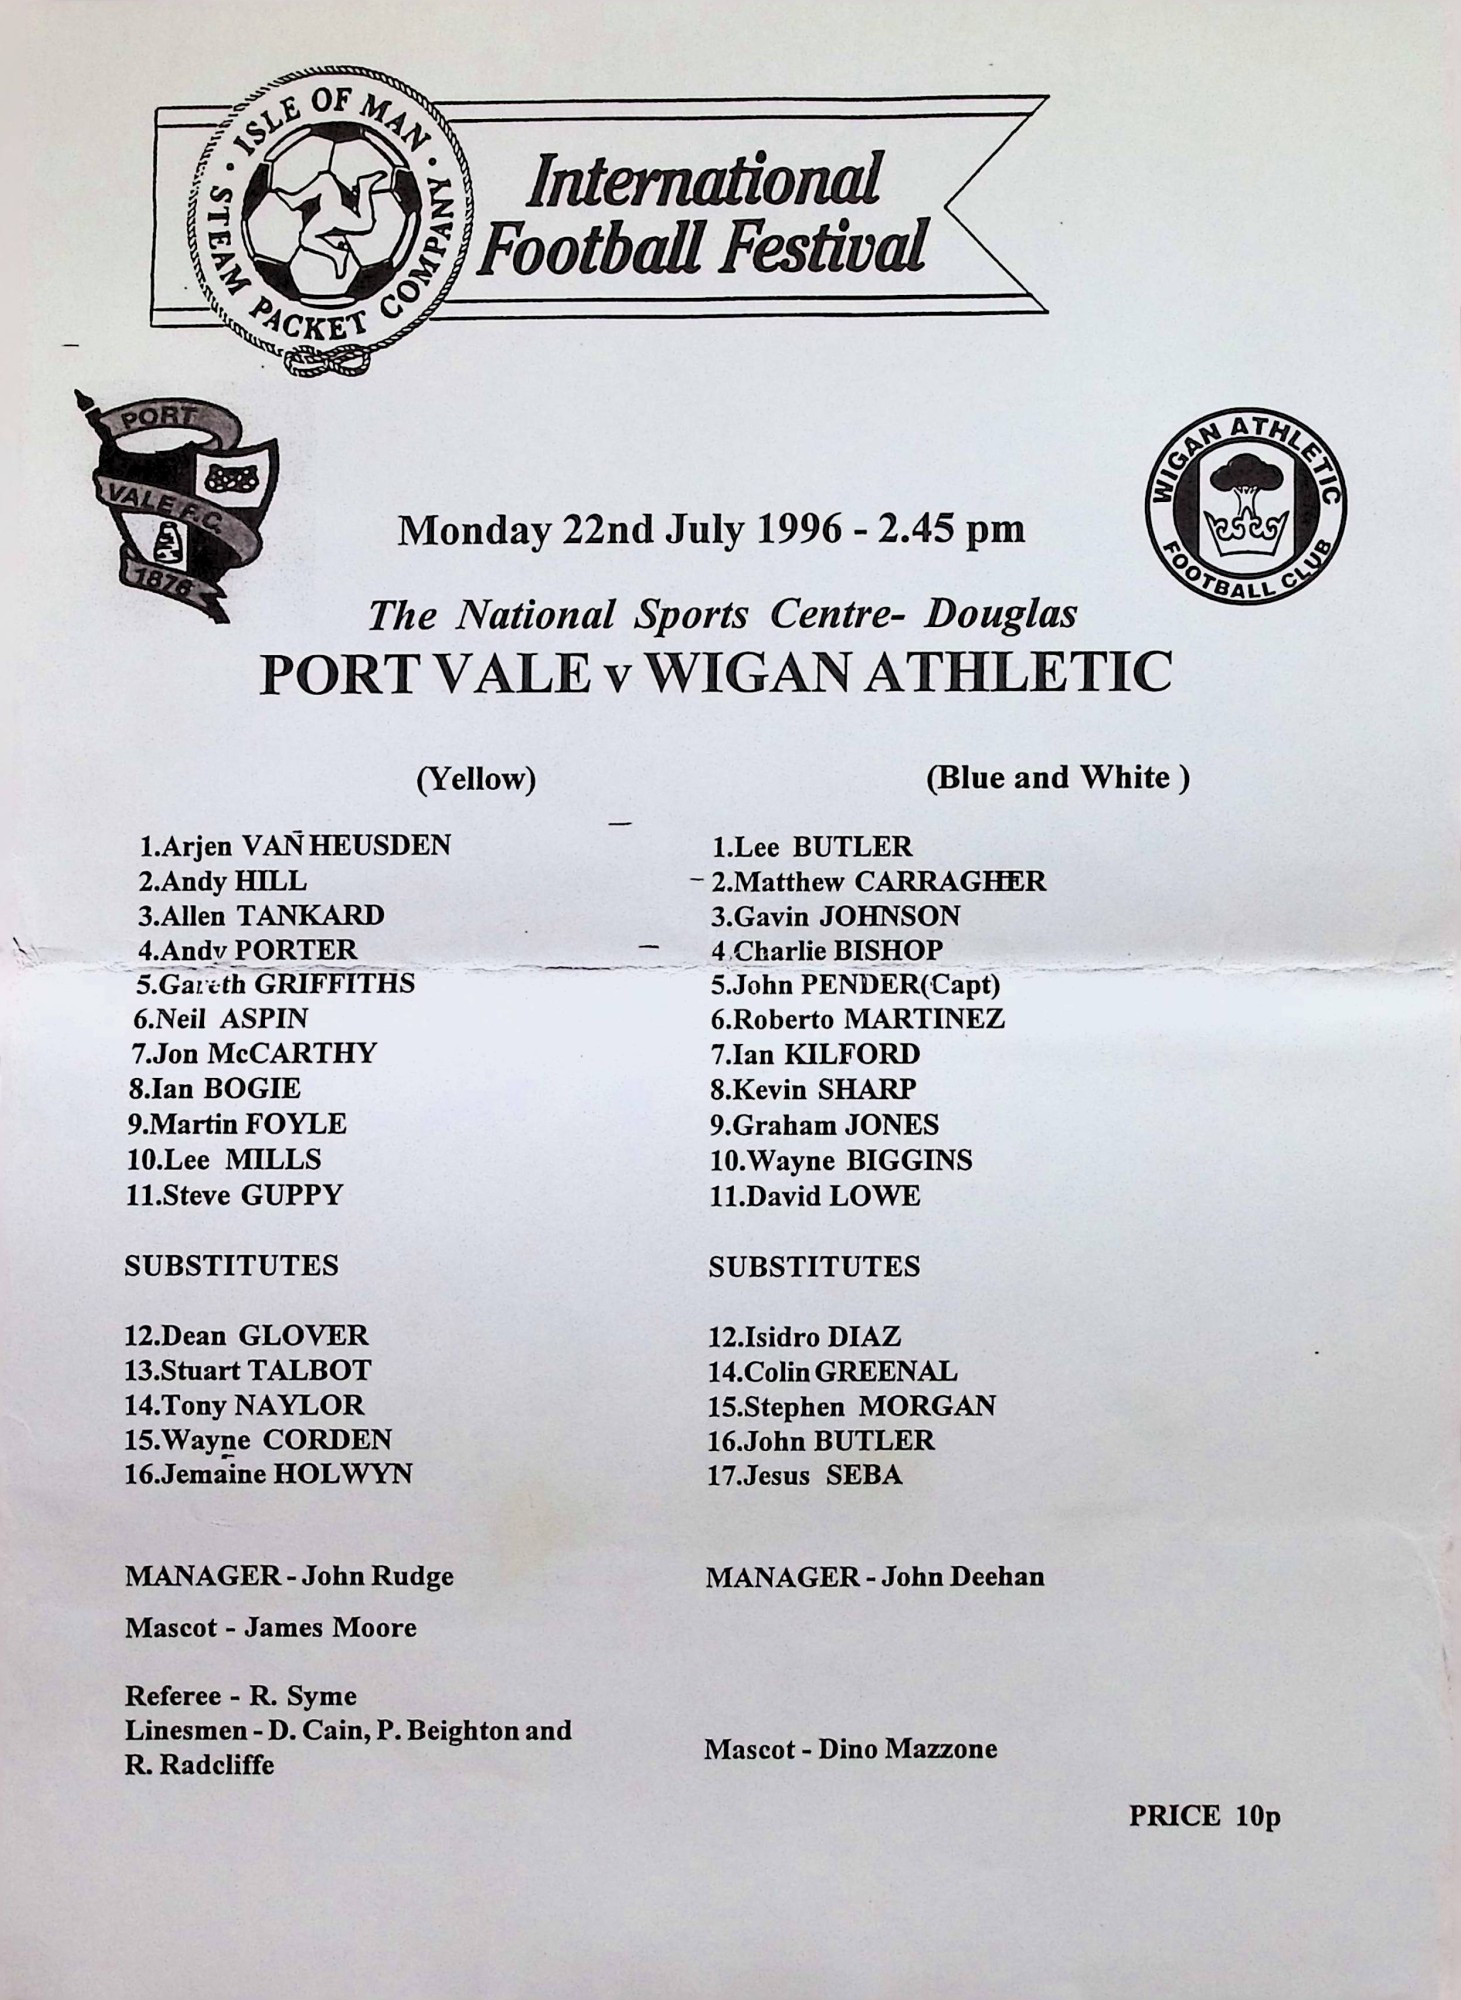 ISLE OF MAN
STEAM PACKET COMPANY
International
Football Festival
PORT
VALE F.C.
1876
WIGAN ATHLETIC
FOOTBALL CLUB
Monday 22nd July 1996 - 2.45 pm
The National Sports Centre- Douglas
PORT VALE v WIGAN ATHLETIC
(Yellow)
1.Arjen VAN HEUSDEN
2.Andy HILL
3.Allen TANKARD
4.Andy PORTER
5.Gareth GRIFFITHS
6.Neil ASPIN
7.Jon McCARTHY
8.Ian BOGIE
9.Martin FOYLE
10.Lee MILLS
11.Steve GUPPY
SUBSTITUTES
12.Dean GLOVER
13.Stuart TALBOT
14.Tony NAYLOR
15.Wayne CORDEN
16.Jemaine HOLWYN
MANAGER - John Rudge
Mascot - James Moore
Referee - R. Syme
Linesmen - D. Cain, P. Beighton and
R. Radcliffe
(Blue and White )
1.Lee BUTLER
2.Matthew CARRAGHER
3.Gavin JOHNSON
4.Charlie BISHOP
5.John PENDER(Capt)
6.Roberto MARTINEZ
7.Ian KILFORD
8.Kevin SHARP
9.Graham JONES
10.Wayne BIGGINS
11.David LOWE
SUBSTITUTES
12.Isidro DIAZ
14.Colin GREENAL
15.Stephen MORGAN
16.John BUTLER
17.Jesus SEBA
MANAGER - John Deehan
Mascot - Dino Mazzone
PRICE 10p